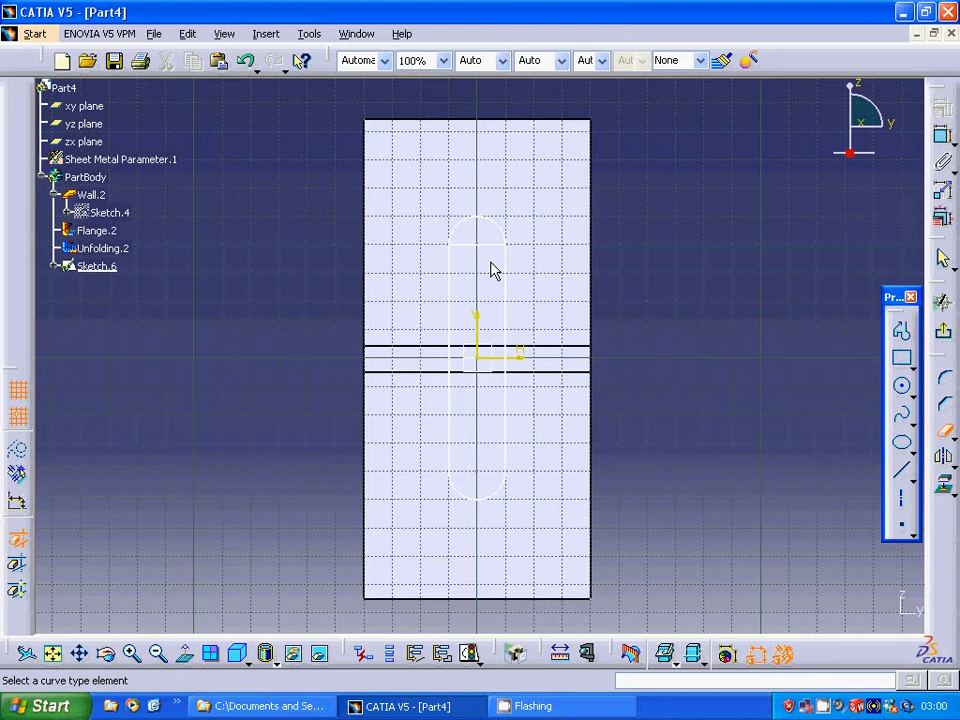 CATIA V5 - [Part4]
Start ENOVIA V5 VPM File Edit View Insert Tools Window Help
Automa 100% Auto Auto Aut Aut None
Part4
xy plane
yz plane
zx plane
Sheet Metal Parameter.1
PartBody
Wall.2
Sketch.4
Flange.2
Unfolding.2
Sketch.6
z
x y
V
H
Pr...
z
y
DS CATIA
Select a curve type element
Start C:\Documents and Se... CATIA V5 - [Part4] Flashing 03:00